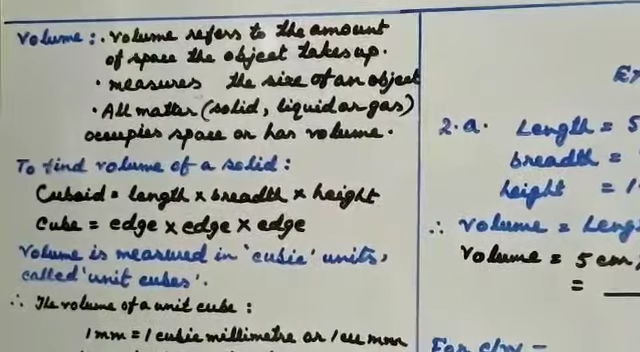 Volume :. Volume refers to the amount
of space the object takes up.
• measures the size of an object
• All matter (solid, liquid or gas)
occupies space or has volume.
To find volume of a solid :
Cuboid = length x breadth x height
Cube = edge x edge x edge
Volume is measured in 'cubic' units,
called 'unit cubes'.
∴ The volume of a unit cube :
1mm = 1 cubic millimetre or 1 cu mm
2. a. Length = 5
breadth =
height = 1
∴ Volume = Leng
Volume = 5 cm
= 
For c/w -